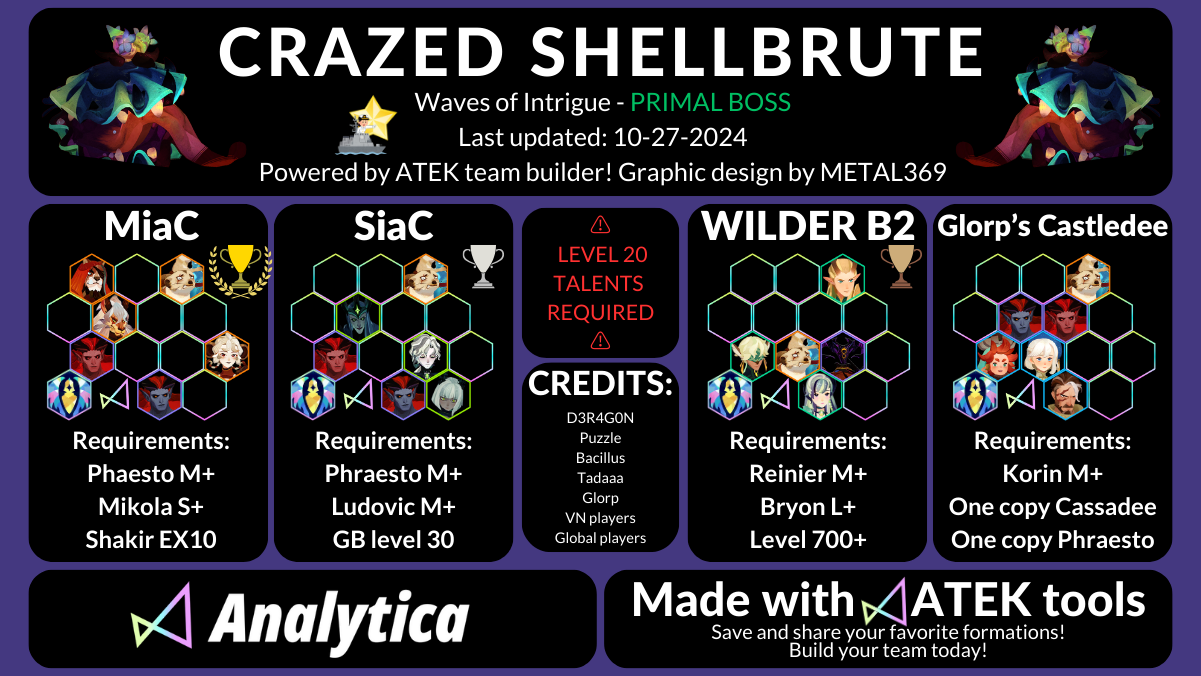 CRAZED SHELLBRUTE
Waves of Intrigue - PRIMAL BOSS
Last updated: 10-27-2024
Powered by ATEK team builder! Graphic design by METAL369
MiaC
Requirements:
Phaesto M+
Mikola S+
Shakir EX10
SiaC
Requirements:
Phraesto M+
Ludovic M+
GB level 30
LEVEL 20
TALENTS
REQUIRED
CREDITS:
D3R4G0N
Puzzle
Bacillus
Tadaaa
Glorp
VN players
Global players
WILDER B2
Requirements:
Reinier M+
Bryon L+
Level 700+
Glorp's Castledee
Requirements:
Korin M+
One copy Cassadee
One copy Phraesto
Analytica
Made with ATEK tools
Save and share your favorite formations!
Build your team today!